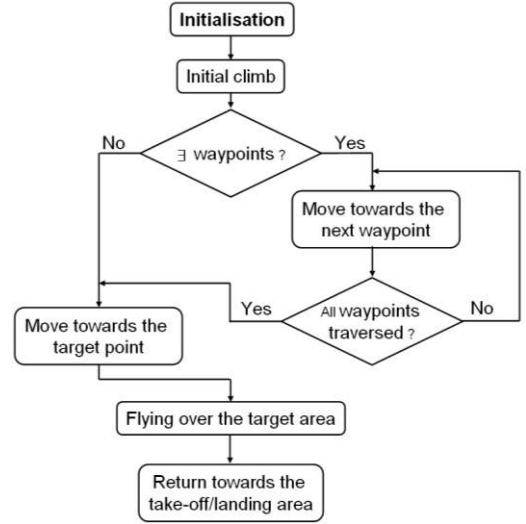 Initialisation
Initial climb
No
∃ waypoints ?
Yes
Move towards the
next waypoint
All waypoints
traversed ?
Yes
No
Move towards the
target point
Flying over the target area
Return towards the
take-off/landing area